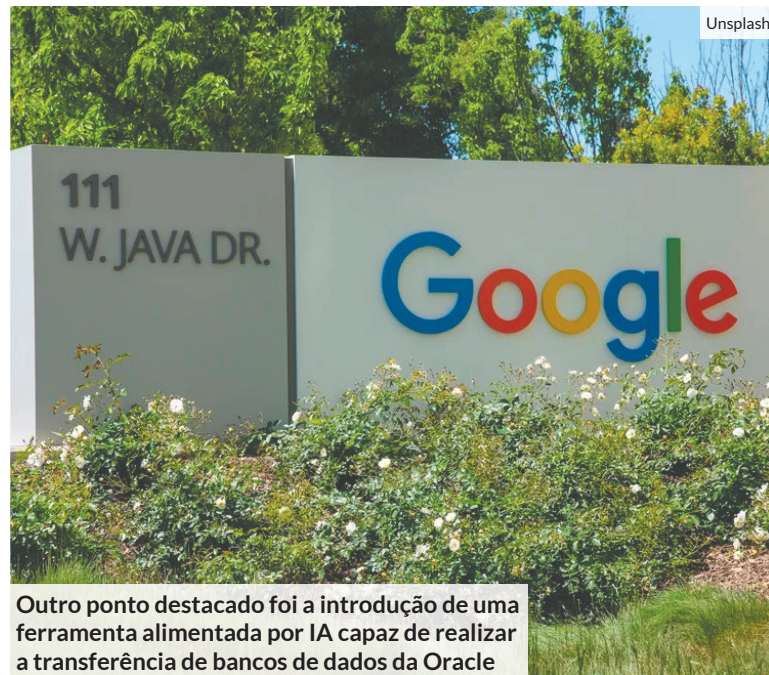 Unsplash
111
W. JAVA DR.
Google
Outro ponto destacado foi a introdução de uma
ferramenta alimentada por IA capaz de realizar
a transferência de bancos de dados da Oracle